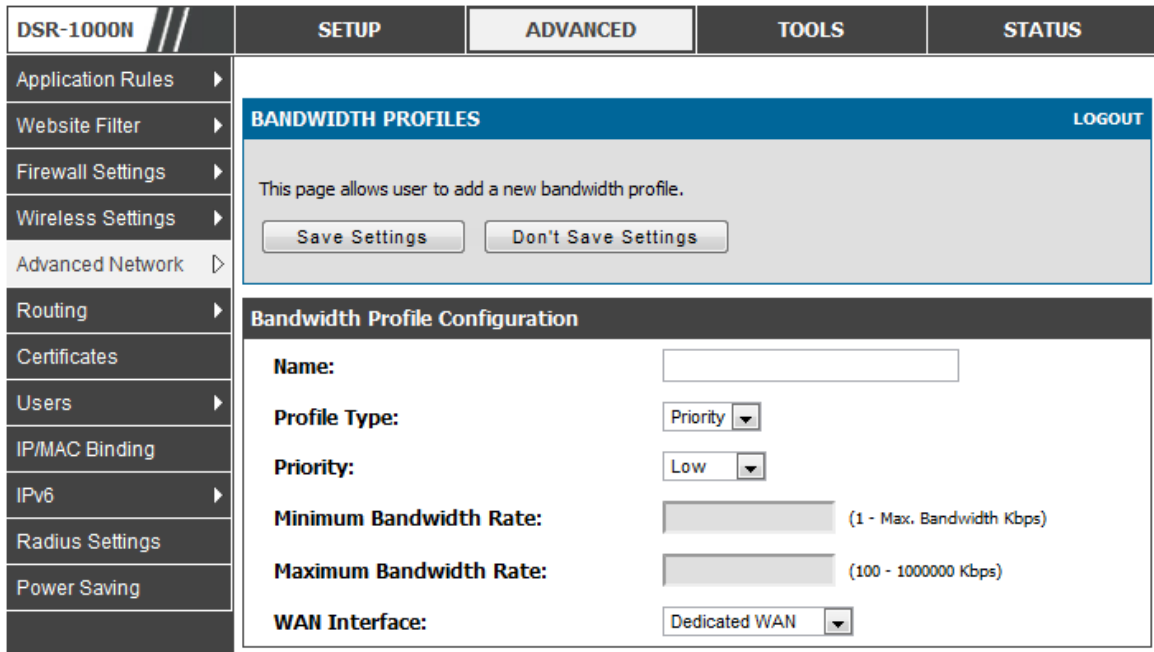 DSR-1000N
SETUP
ADVANCED
TOOLS
STATUS
Application Rules
Website Filter
Firewall Settings
Wireless Settings
Advanced Network
Routing
Certificates
Users
IP/MAC Binding
IPv6
Radius Settings
Power Saving
BANDWIDTH PROFILES
LOGOUT
This page allows user to add a new bandwidth profile.
Save Settings
Don't Save Settings
Bandwidth Profile Configuration
Name:
Profile Type: Priority
Priority: Low
Minimum Bandwidth Rate: (1 - Max. Bandwidth Kbps)
Maximum Bandwidth Rate: (100 - 1000000 Kbps)
WAN Interface: Dedicated WAN